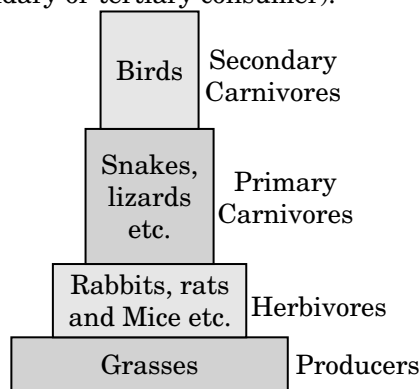 dary or tertiary consumer).
Birds
Secondary
Carnivores
Snakes,
lizards
etc.
Primary
Carnivores
Rabbits, rats
and Mice etc.
Herbivores
Grasses
Producers